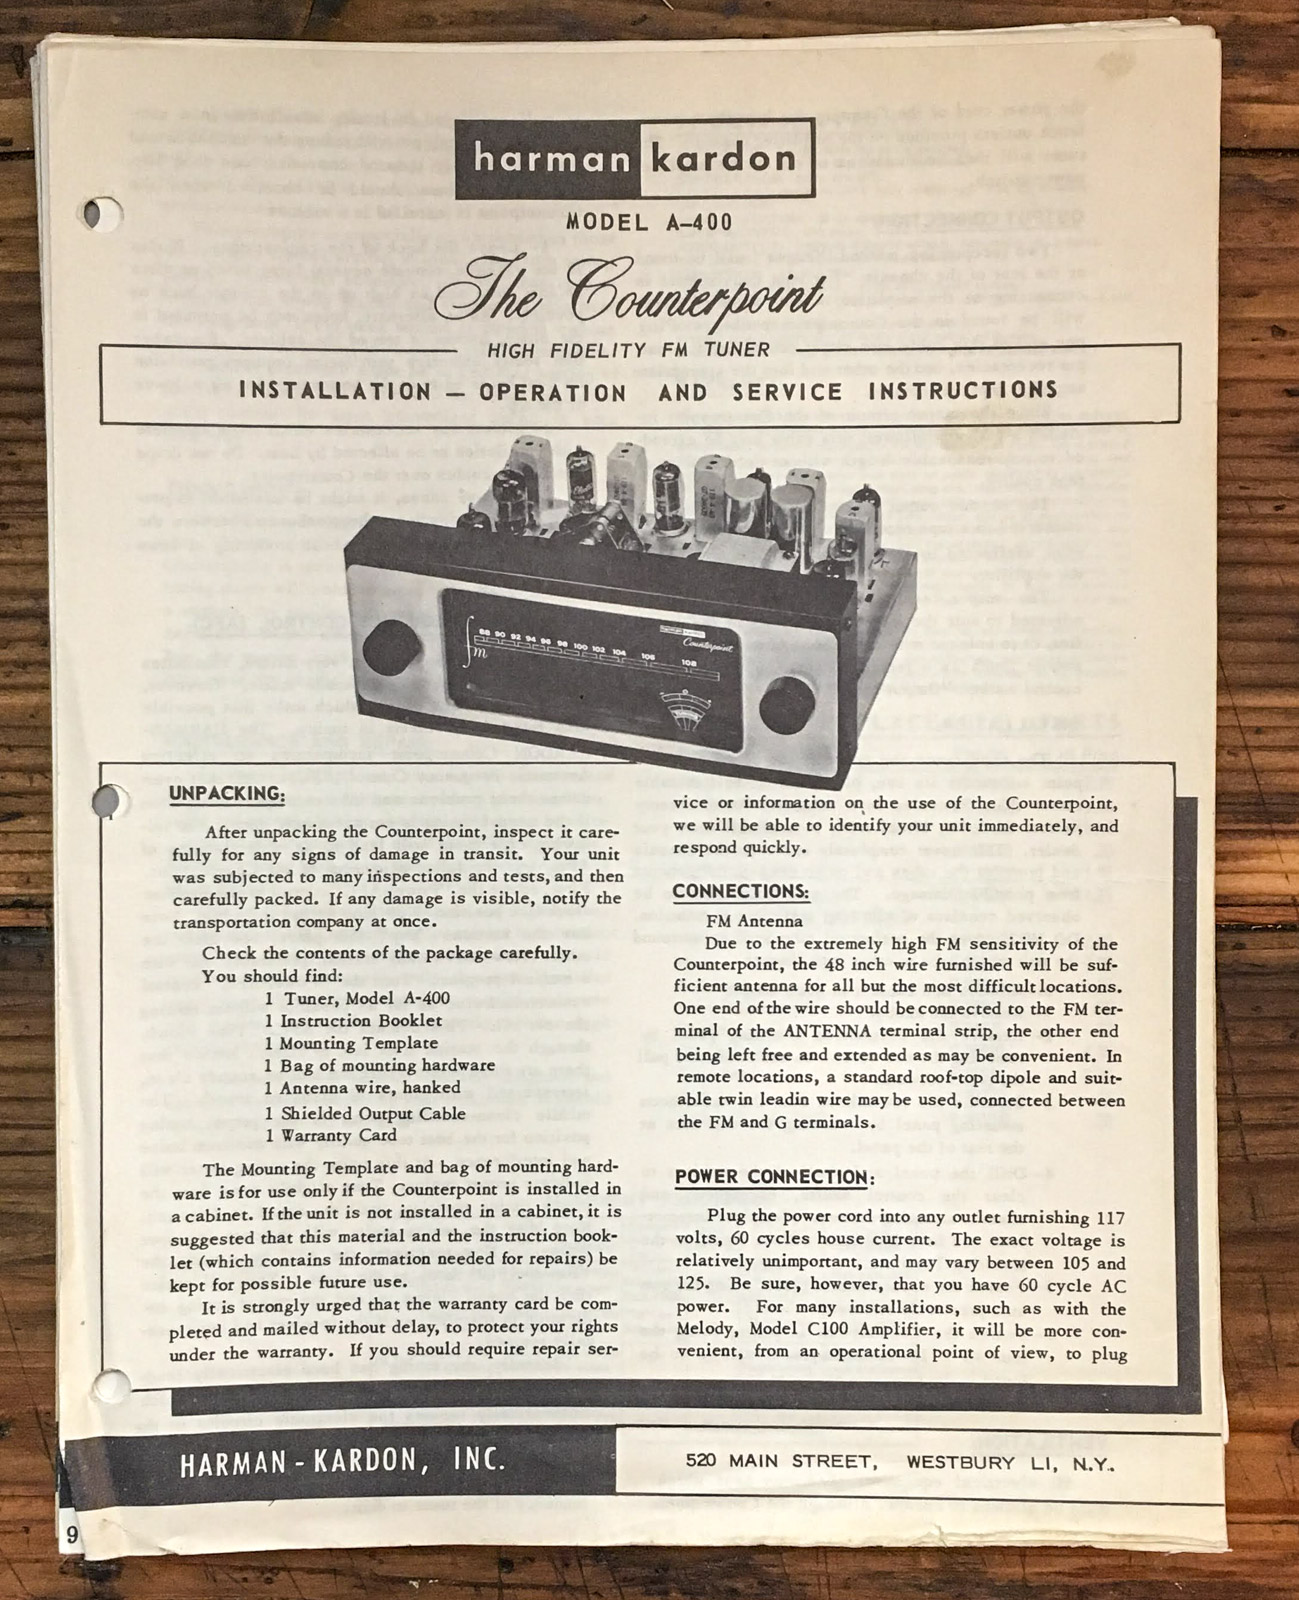 harman kardon
MODEL A-400
The Counterpoint
HIGH FIDELITY FM TUNER
INSTALLATION — OPERATION AND SERVICE INSTRUCTIONS
88 90 92 94 96 98 100 102 104 106 108
fm
harman kardon
Counterpoint
UNPACKING:
After unpacking the Counterpoint, inspect it care-
fully for any signs of damage in transit. Your unit
was subjected to many inspections and tests, and then
carefully packed. If any damage is visible, notify the
transportation company at once.
Check the contents of the package carefully.
You should find:
1 Tuner, Model A-400
1 Instruction Booklet
1 Mounting Template
1 Bag of mounting hardware
1 Antenna wire, hanked
1 Shielded Output Cable
1 Warranty Card
The Mounting Template and bag of mounting hard-
ware is for use only if the Counterpoint is installed in
a cabinet. If the unit is not installed in a cabinet, it is
suggested that this material and the instruction book-
let (which contains information needed for repairs) be
kept for possible future use.
It is strongly urged that the warranty card be com-
pleted and mailed without delay, to protect your rights
under the warranty. If you should require repair ser-
vice or information on the use of the Counterpoint,
we will be able to identify your unit immediately, and
respond quickly.
CONNECTIONS:
FM Antenna
Due to the extremely high FM sensitivity of the
Counterpoint, the 48 inch wire furnished will be suf-
ficient antenna for all but the most difficult locations.
One end of the wire should be connected to the FM ter-
minal of the ANTENNA terminal strip, the other end
being left free and extended as may be convenient. In
remote locations, a standard roof-top dipole and suit-
able twin leadin wire may be used, connected between
the FM and G terminals.
POWER CONNECTION:
Plug the power cord into any outlet furnishing 117
volts, 60 cycles house current. The exact voltage is
relatively unimportant, and may vary between 105 and
125. Be sure, however, that you have 60 cycle AC
power. For many installations, such as with the
Melody, Model C100 Amplifier, it will be more con-
venient, from an operational point of view, to plug
HARMAN-KARDON, INC.
520 MAIN STREET, WESTBURY LI, N.Y.
9